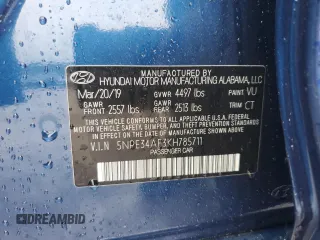 MANUFACTURED BY
HYUNDAI MOTOR MANUFACTURING ALABAMA, LLC
Mar/20/19 GVWR 4497 lbs PAINT VU
GAWR FRONT 2557 lbs GAWR REAR 2513 lbs TRIM CT
THIS VEHICLE CONFORMS TO ALL APPLICABLE U.S.A. FEDERAL
MOTOR VEHICLE SAFETY, BUMPER, AND THEFT PREVENTION
STANDARDS IN EFFECT ON THE DATE OF MANUFACTURE
SHOWN ABOVE.
V.I.N 5NPE34AF3KH785711
PASSENGER CAR
© DRIVEDAMAGE